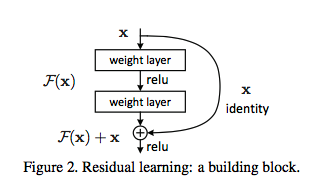 x
weight layer
relu
F(x)
weight layer
x
identity
F(x) + x
relu
Figure 2. Residual learning: a building block.